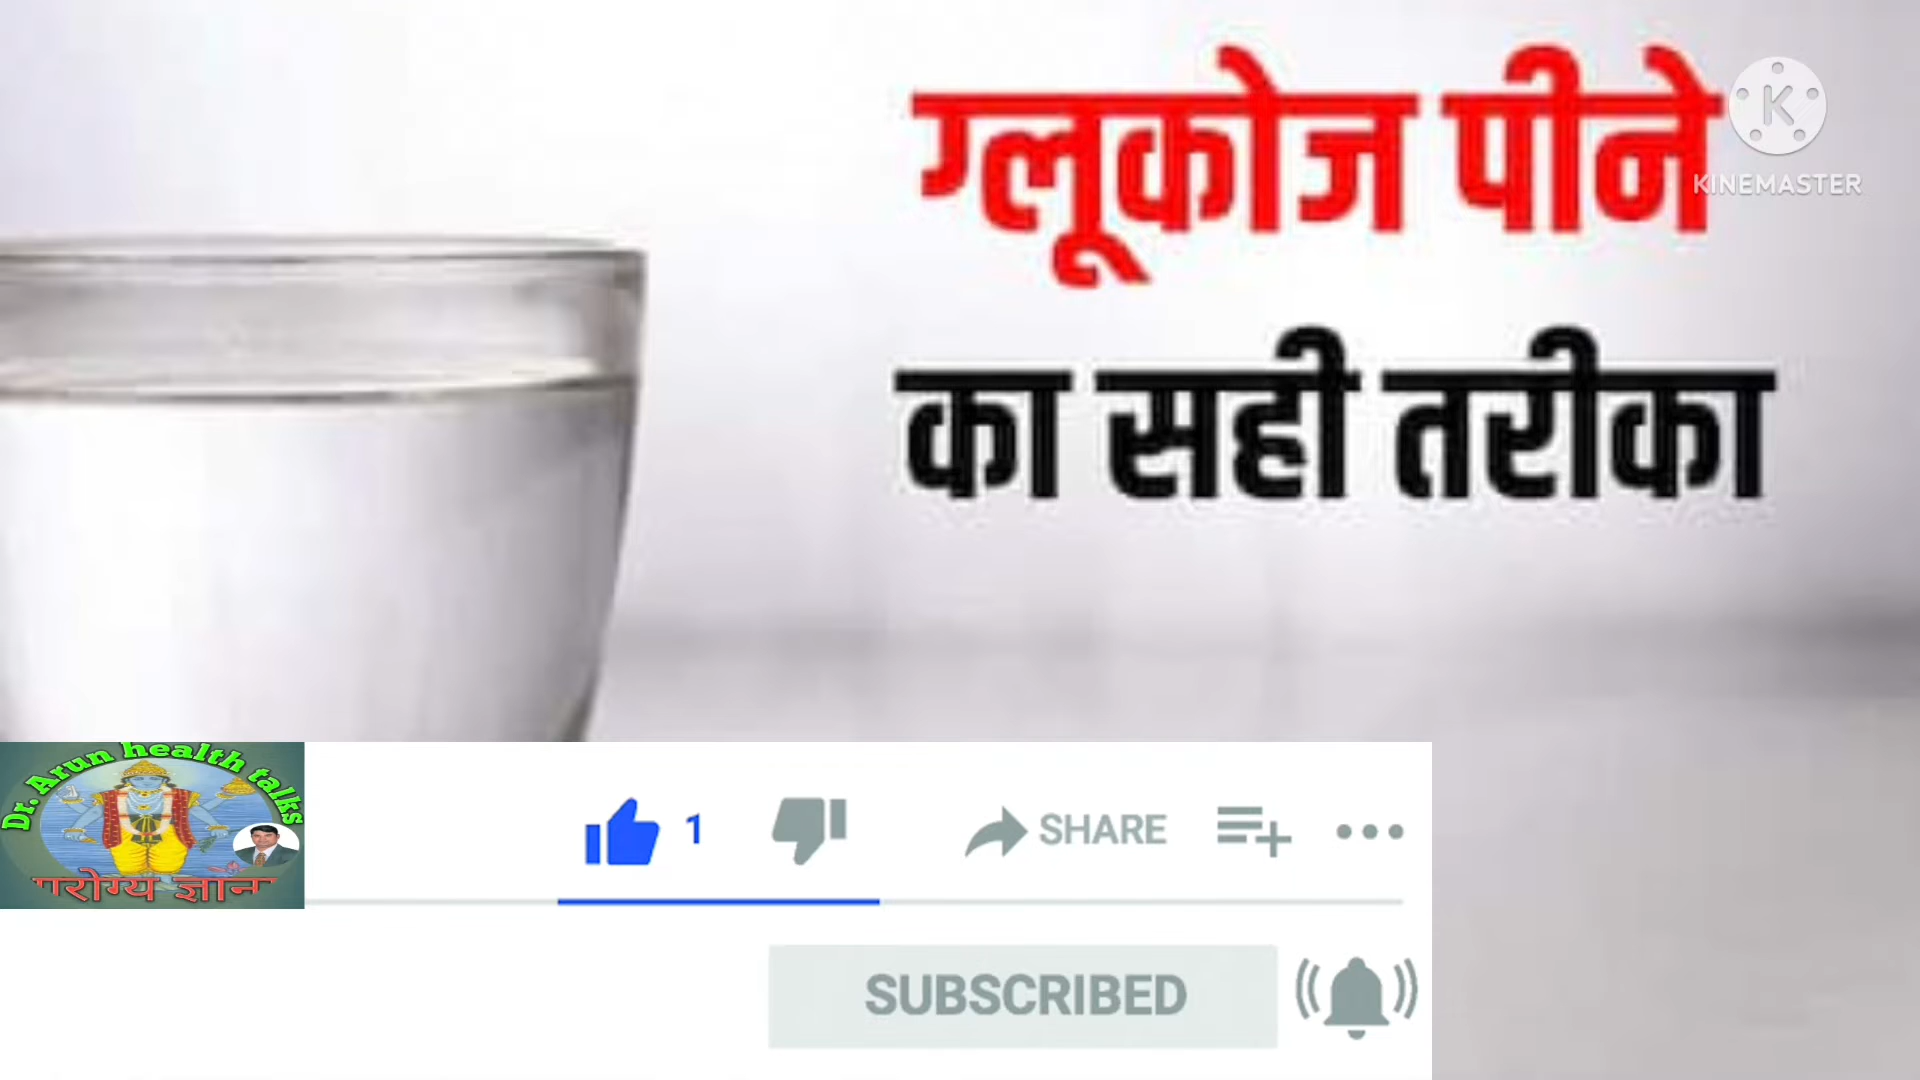 ग्लूकोज पीने
का सही तरीका
KINEMASTER
Dr. Arun health talks
1
SHARE
ज्ञान
SUBSCRIBED